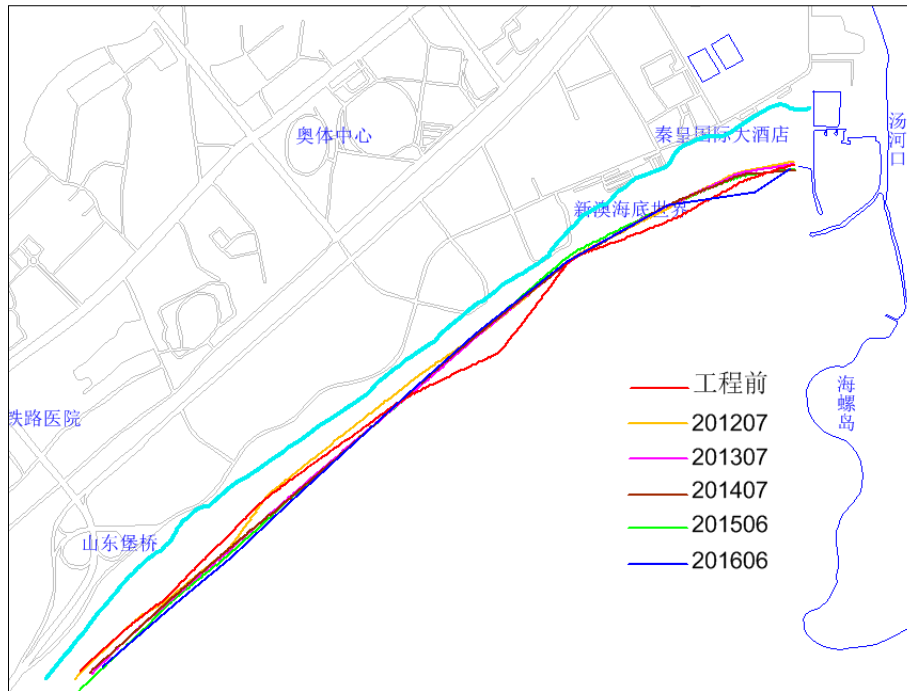 奥体中心
秦皇国际大酒店
汤河口
新澳海底世界
海螺岛
工程前
201207
201307
201407
201506
201606
铁路医院
山东堡桥